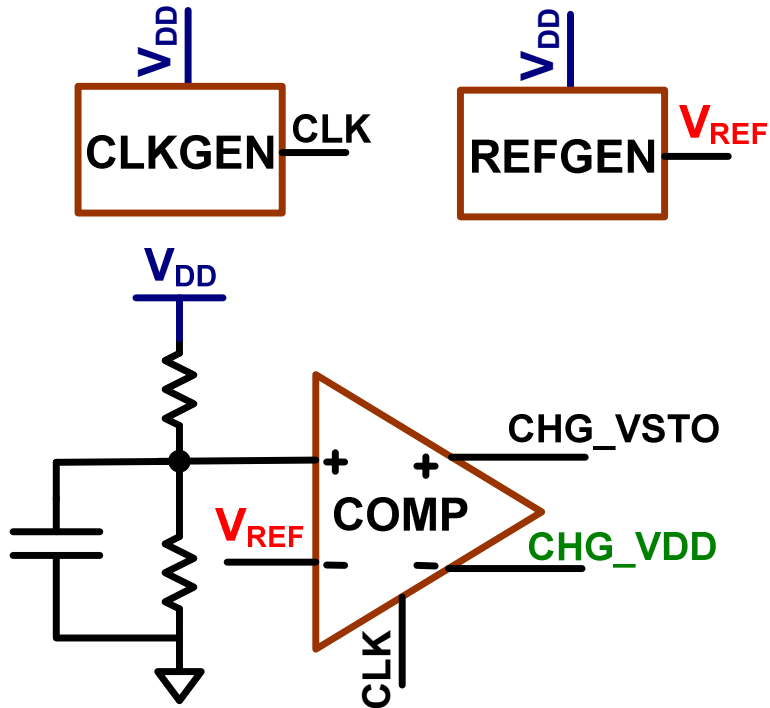 VDD
CLKGEN
CLK
VDD
REFGEN
VREF
VDD
VREF
+
-
COMP
+
-
CHG_VSTO
CHG_VDD
CLK